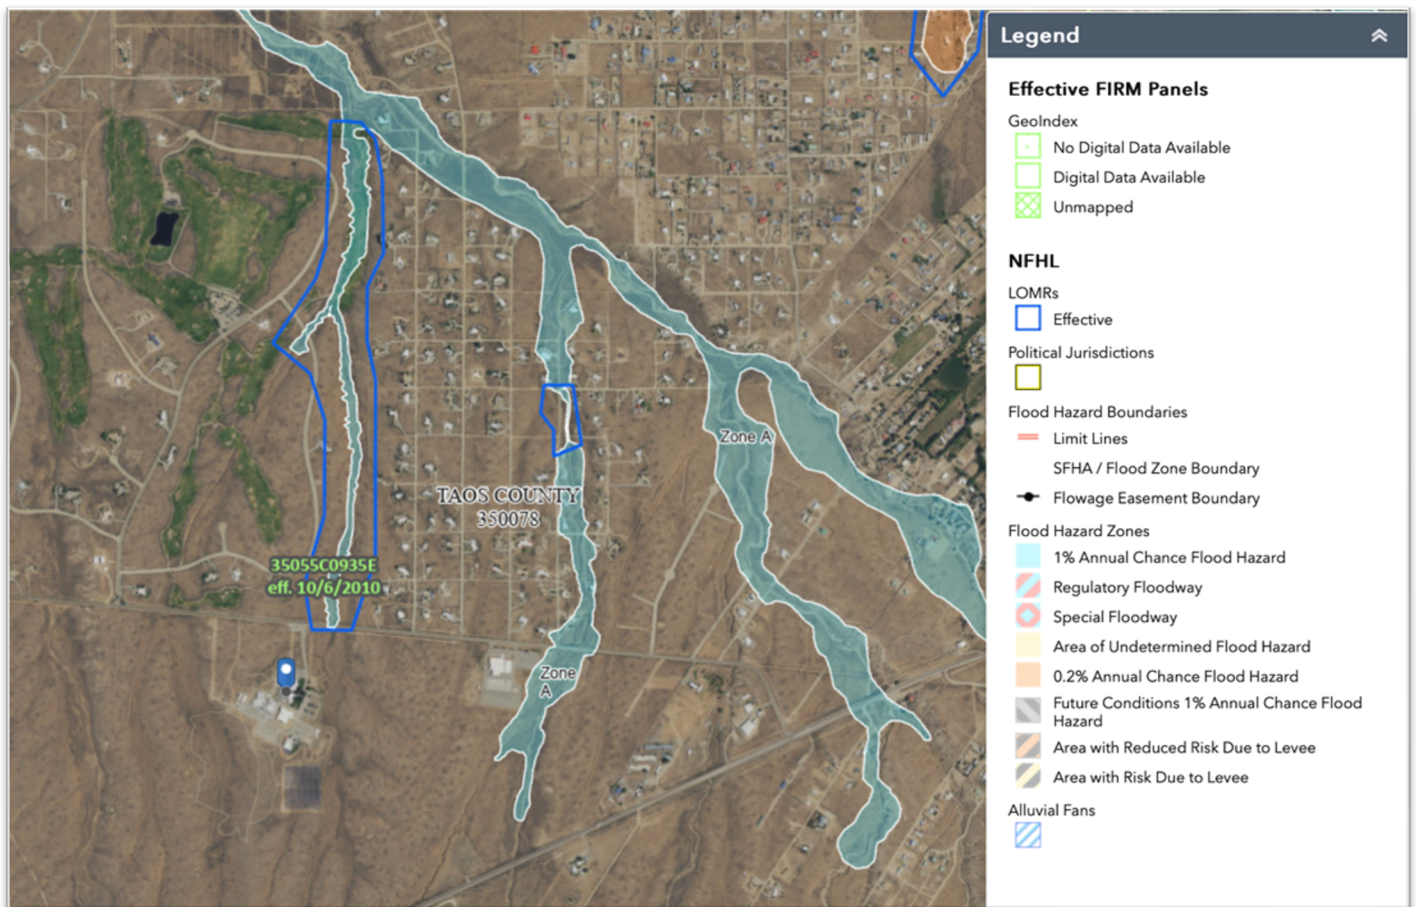 Legend
Effective FIRM Panels
GeoIndex
No Digital Data Available
Digital Data Available
Unmapped
NFHL
LOMRs
Effective
Political Jurisdictions
Flood Hazard Boundaries
Limit Lines
SFHA / Flood Zone Boundary
Flowage Easement Boundary
Flood Hazard Zones
1% Annual Chance Flood Hazard
Regulatory Floodway
Special Floodway
Area of Undetermined Flood Hazard
0.2% Annual Chance Flood Hazard
Future Conditions 1% Annual Chance Flood
Hazard
Area with Reduced Risk Due to Levee
Area with Risk Due to Levee
Alluvial Fans
Zone A
TAOS COUNTY
350078
35055C0935E
eff. 10/6/2010
Zone
A